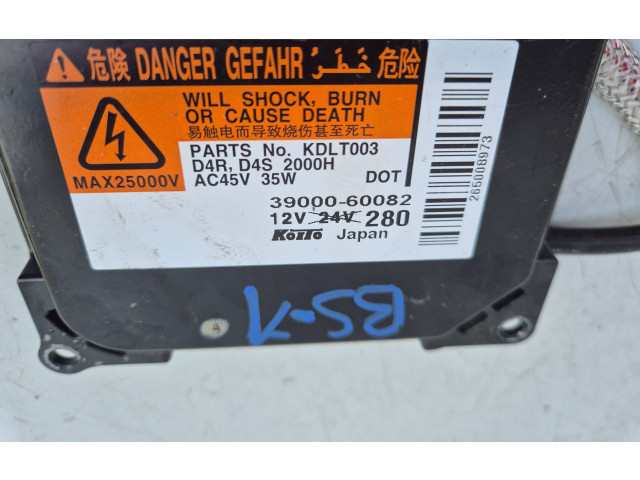 危険 DANGER GEFAHR خَطَر 危险
WILL SHOCK, BURN
OR CAUSE DEATH
易触电而导致烧伤甚至死亡
MAX25000V
PARTS No. KDLT003
D4R, D4S 2000H
AC45V 35W DOT
39000-60082
12V 24V 280
KOITO Japan
265008973
BS-1
A